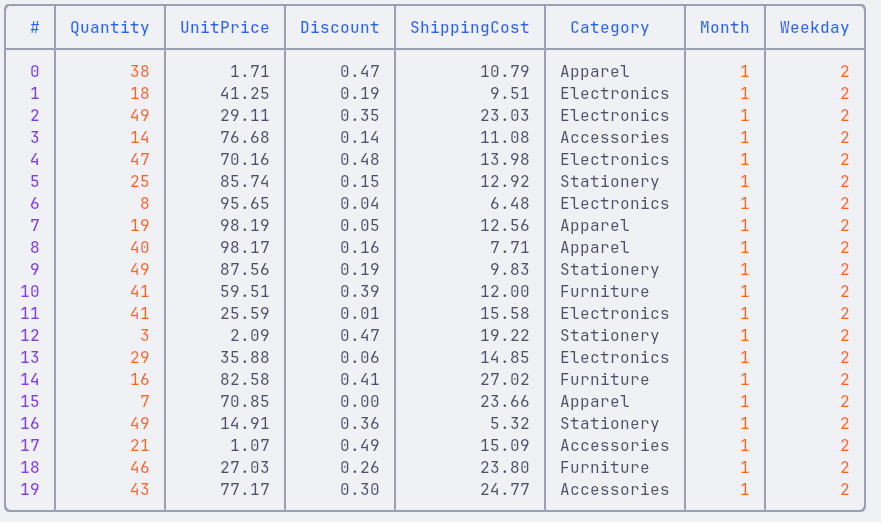 # Quantity UnitPrice Discount ShippingCost Category Month Weekday
0 38 1.71 0.47 10.79 Apparel 1 2
1 18 41.25 0.19 9.51 Electronics 1 2
2 49 29.11 0.35 23.03 Electronics 1 2
3 14 76.68 0.14 11.08 Accessories 1 2
4 47 70.16 0.48 13.98 Electronics 1 2
5 25 85.74 0.15 12.92 Stationery 1 2
6 8 95.65 0.04 6.48 Electronics 1 2
7 19 98.19 0.05 12.56 Apparel 1 2
8 40 98.17 0.16 7.71 Apparel 1 2
9 49 87.56 0.19 9.83 Stationery 1 2
10 41 59.51 0.39 12.00 Furniture 1 2
11 41 25.59 0.01 15.58 Electronics 1 2
12 3 2.09 0.47 19.22 Stationery 1 2
13 29 35.88 0.06 14.85 Electronics 1 2
14 16 82.58 0.41 27.02 Furniture 1 2
15 7 70.85 0.00 23.66 Apparel 1 2
16 49 14.91 0.36 5.32 Stationery 1 2
17 21 1.07 0.49 15.09 Accessories 1 2
18 46 27.03 0.26 23.80 Furniture 1 2
19 43 77.17 0.30 24.77 Accessories 1 2